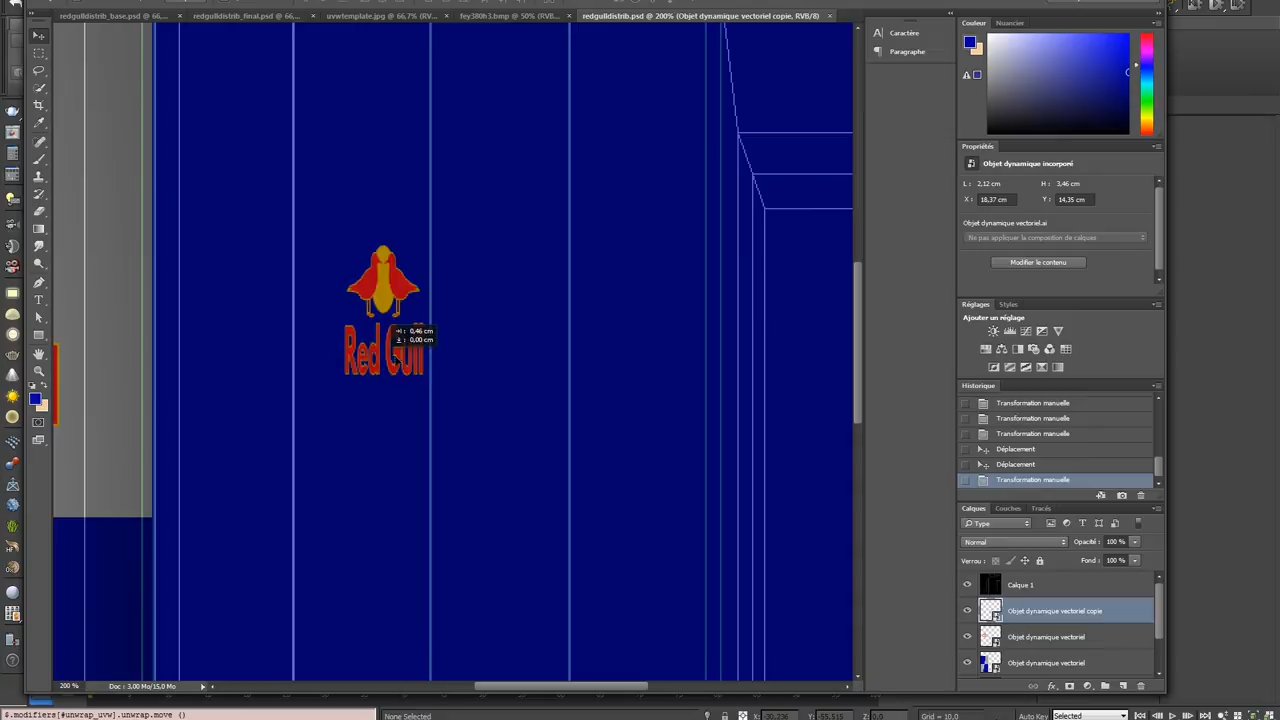 redgulldistrib_base.psd @ 66,...
redgulldistrib_final.psd @ 66,...
uvwtemplate.jpg @ 66,7% (RV...
fey380h3.bmp @ 50% (RVB/...
redgulldistrib.psd @ 200% (Objet dynamique vectoriel copie, RVB/8)
Caractère
Paragraphe
Couleur
Nuancier
Propriétés
Objet dynamique incorporé
L : 2,12 cm
H : 3,46 cm
X : 18,37 cm
Y : 14,35 cm
Objet dynamique vectoriel.ai
Ne pas appliquer la composition de calques
Modifier le contenu
Red Gull
0,46 cm
0,00 cm
Réglages
Styles
Ajouter un réglage
Historique
Transformation manuelle
Transformation manuelle
Transformation manuelle
Déplacement
Déplacement
Transformation manuelle
Calques
Couches
Tracés
Type
Normal
Opacité : 100 %
Verrou :
Fond : 100 %
Calque 1
Objet dynamique vectoriel copie
Objet dynamique vectoriel
Objet dynamique vectoriel
200 %
Doc : 3,00 Mo/15,0 Mo
$.modifiers[#unwrap_uvw].unwrap.move ()
None Selected
X: -30,236
Y: -55,515
Z: 0,0
Grid = 10,0
Auto Key
Selected